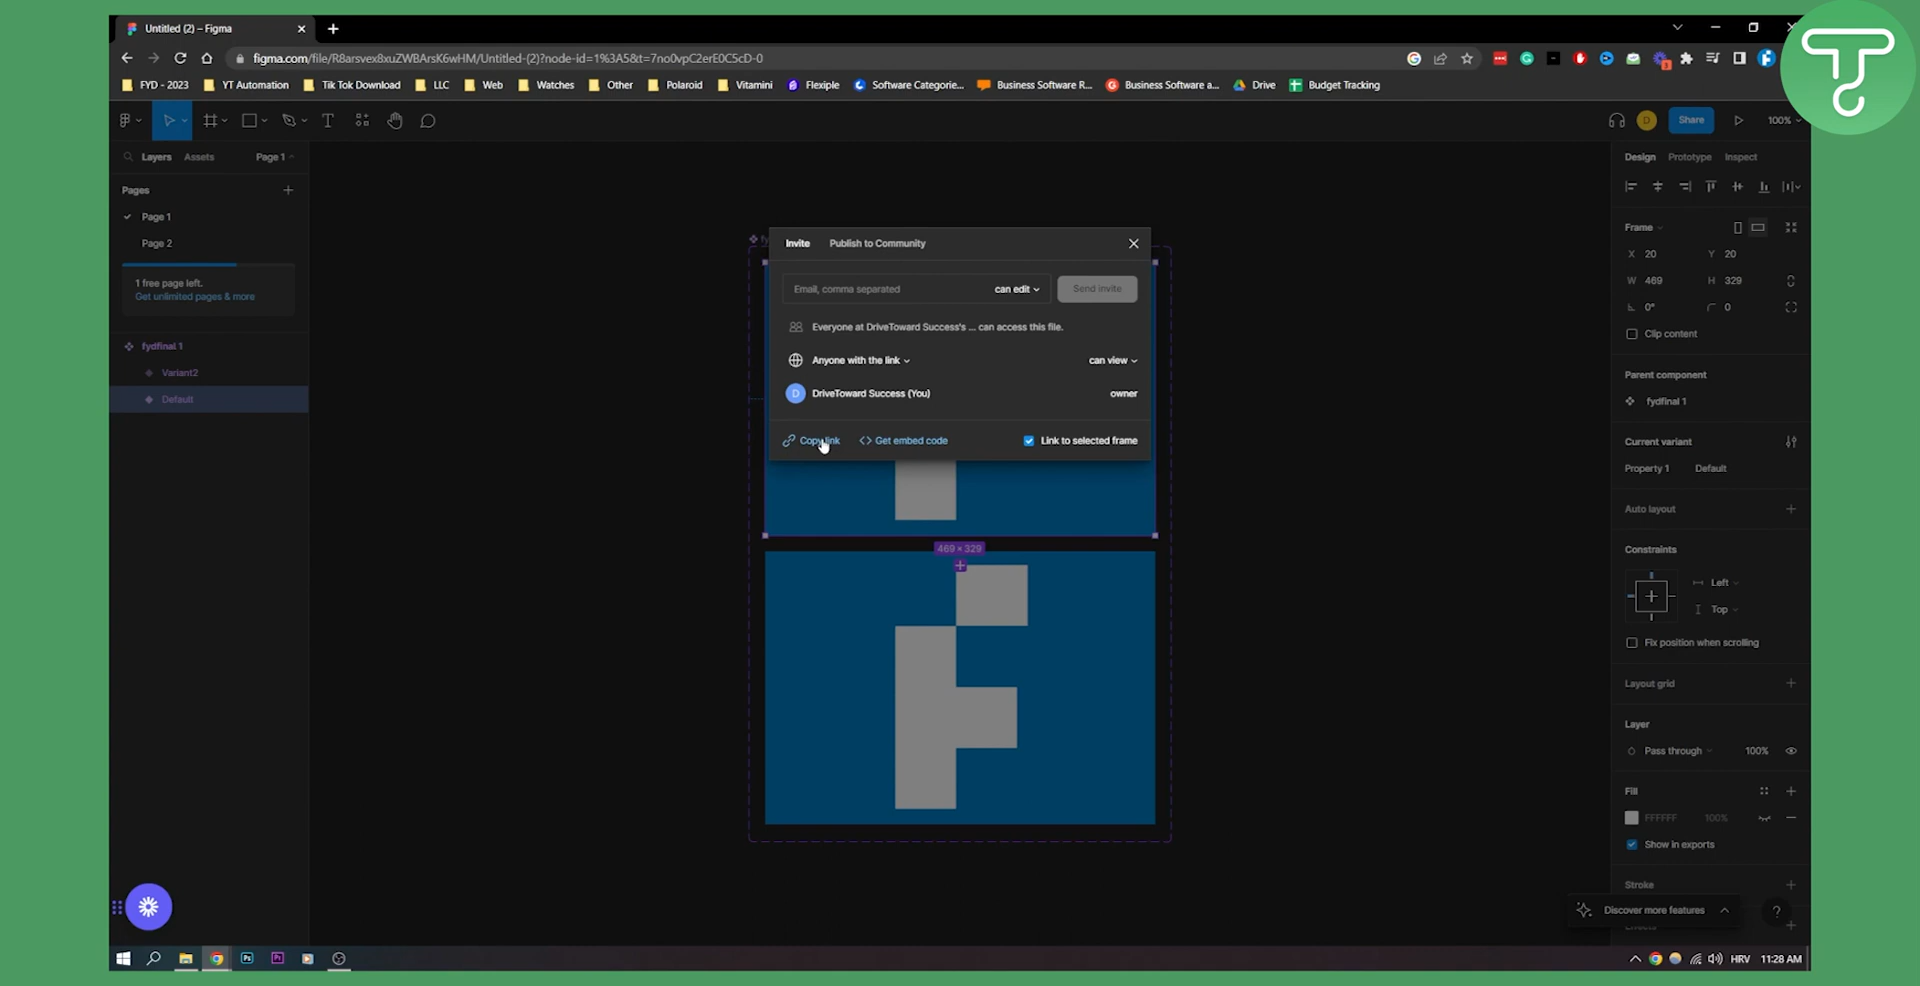 Untitled (2) – Figma
figma.com/file/R8arsvex8xuZWBArsK6wHM/Untitled-(2)?node-id=1%3A5&t=7no0vpC2erE0C5cD-0
FYD - 2023 YT Automation Tik Tok Download LLC Web Watches Other Polaroid Vitamini Flexiple Software Categorie... Business Software R... Business Software a... Drive Budget Tracking
D Share 100%
Layers Assets Page 1
Pages
Page 1
Page 2
1 free page left.
Get unlimited pages & more
fydfinal 1
Variant2
Default
Invite Publish to Community
Email, comma separated can edit Send invite
Everyone at DriveToward Success's ... can access this file.
Anyone with the link can view
D DriveToward Success (You) owner
Copy link Get embed code Link to selected frame
469 × 329
Design Prototype Inspect
Frame
X 20 Y 20
W 469 H 329
0° 0
Clip content
Parent component
fydfinal 1
Current variant
Property 1 Default
Auto layout
Constraints
Left
Top
Fix position when scrolling
Layout grid
Layer
Pass through 100%
Fill
FFFFFF 100%
Show in exports
Stroke
Discover more features
?
Effects
Ps Pr
HRV 11:28 AM